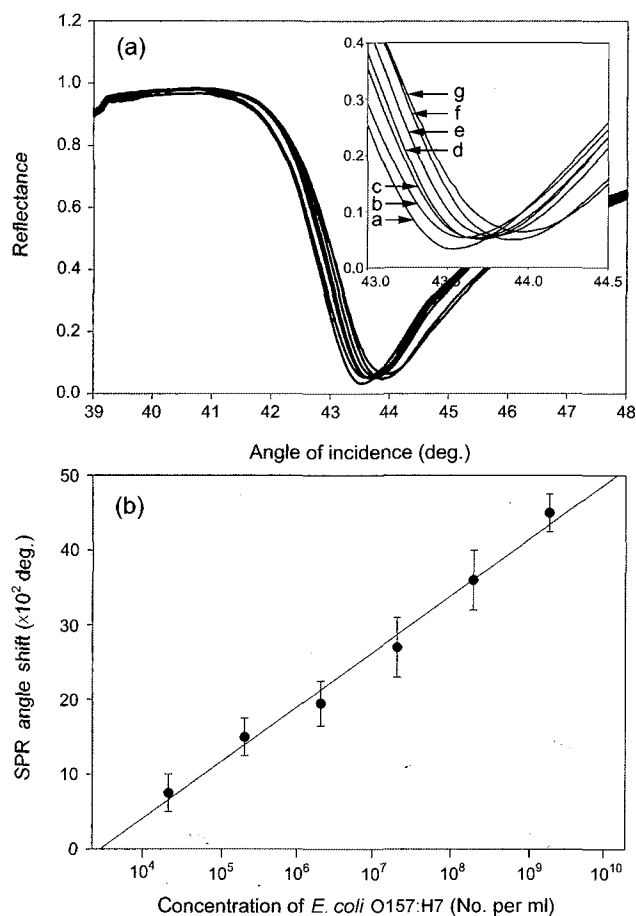 (a)
Reflectance
1.2
1.0
0.8
0.6
0.4
0.2
0.0
39 40 41 42 43 44 45 46 47 48
Angle of incidence (deg.)
0.4
0.3
0.2
0.1
0.0
43.0 43.5 44.0 44.5
g
f
e
d
c
b
a
(b)
SPR angle shift (×10² deg.)
50
40
30
20
10
0
10⁴ 10⁵ 10⁶ 10⁷ 10⁸ 10⁹ 10¹⁰
Concentration of E. coli O157:H7 (No. per ml)